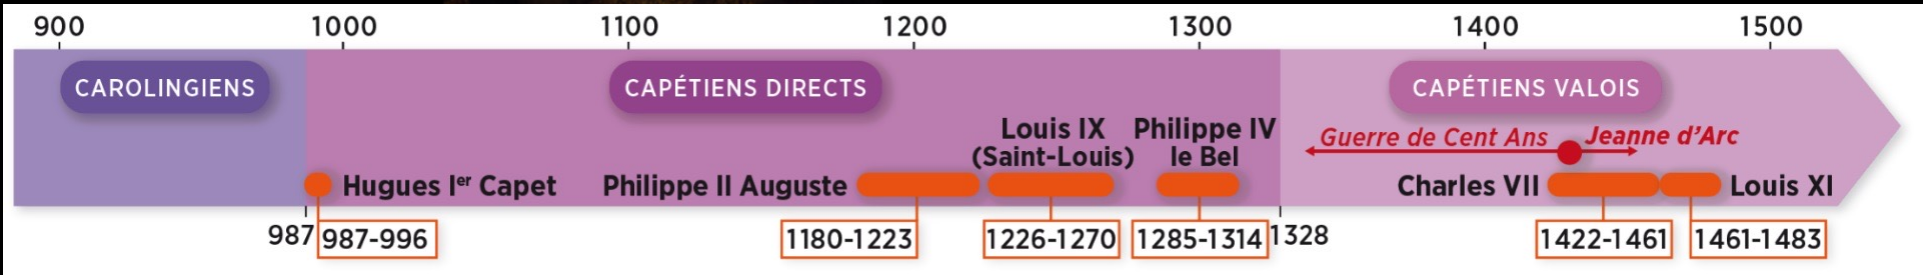 900 1000 1100 1200 1300 1400 1500
CAROLINGIENS CAPÉTIENS DIRECTS CAPÉTIENS VALOIS
Louis IX
(Saint-Louis)
Philippe IV
le Bel
Guerre de Cent Ans Jeanne d'Arc
Hugues Ier Capet Philippe II Auguste Charles VII Louis XI
987 987-996 1180-1223 1226-1270 1285-1314 1328 1422-1461 1461-1483